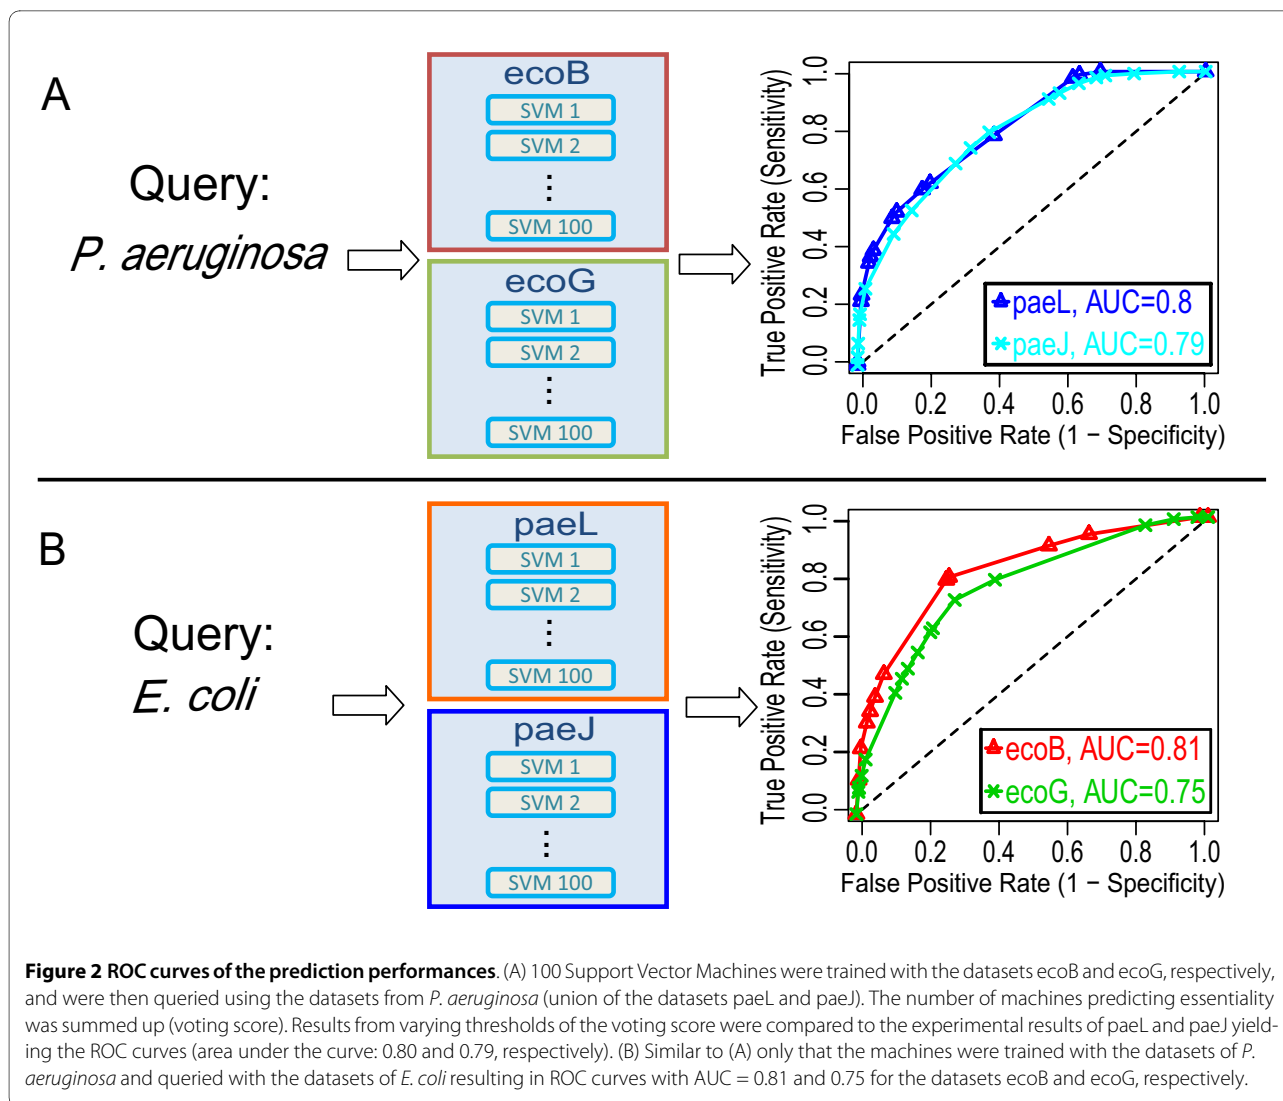 A
Query:
P. aeruginosa
ecoB
SVM 1
SVM 2
⋮
SVM 100
ecoG
SVM 1
SVM 2
⋮
SVM 100
True Positive Rate (Sensitivity)
0.0 0.2 0.4 0.6 0.8 1.0
paeL, AUC=0.8
paeJ, AUC=0.79
0.0 0.2 0.4 0.6 0.8 1.0
False Positive Rate (1 − Specificity)
B
Query:
E. coli
paeL
SVM 1
SVM 2
⋮
SVM 100
paeJ
SVM 1
SVM 2
⋮
SVM 100
True Positive Rate (Sensitivity)
0.0 0.2 0.4 0.6 0.8 1.0
ecoB, AUC=0.81
ecoG, AUC=0.75
0.0 0.2 0.4 0.6 0.8 1.0
False Positive Rate (1 − Specificity)
Figure 2 ROC curves of the prediction performances. (A) 100 Support Vector Machines were trained with the datasets ecoB and ecoG, respectively,
and were then queried using the datasets from P. aeruginosa (union of the datasets paeL and paeJ). The number of machines predicting essentiality
was summed up (voting score). Results from varying thresholds of the voting score were compared to the experimental results of paeL and paeJ yield-
ing the ROC curves (area under the curve: 0.80 and 0.79, respectively). (B) Similar to (A) only that the machines were trained with the datasets of P.
aeruginosa and queried with the datasets of E. coli resulting in ROC curves with AUC = 0.81 and 0.75 for the datasets ecoB and ecoG, respectively.